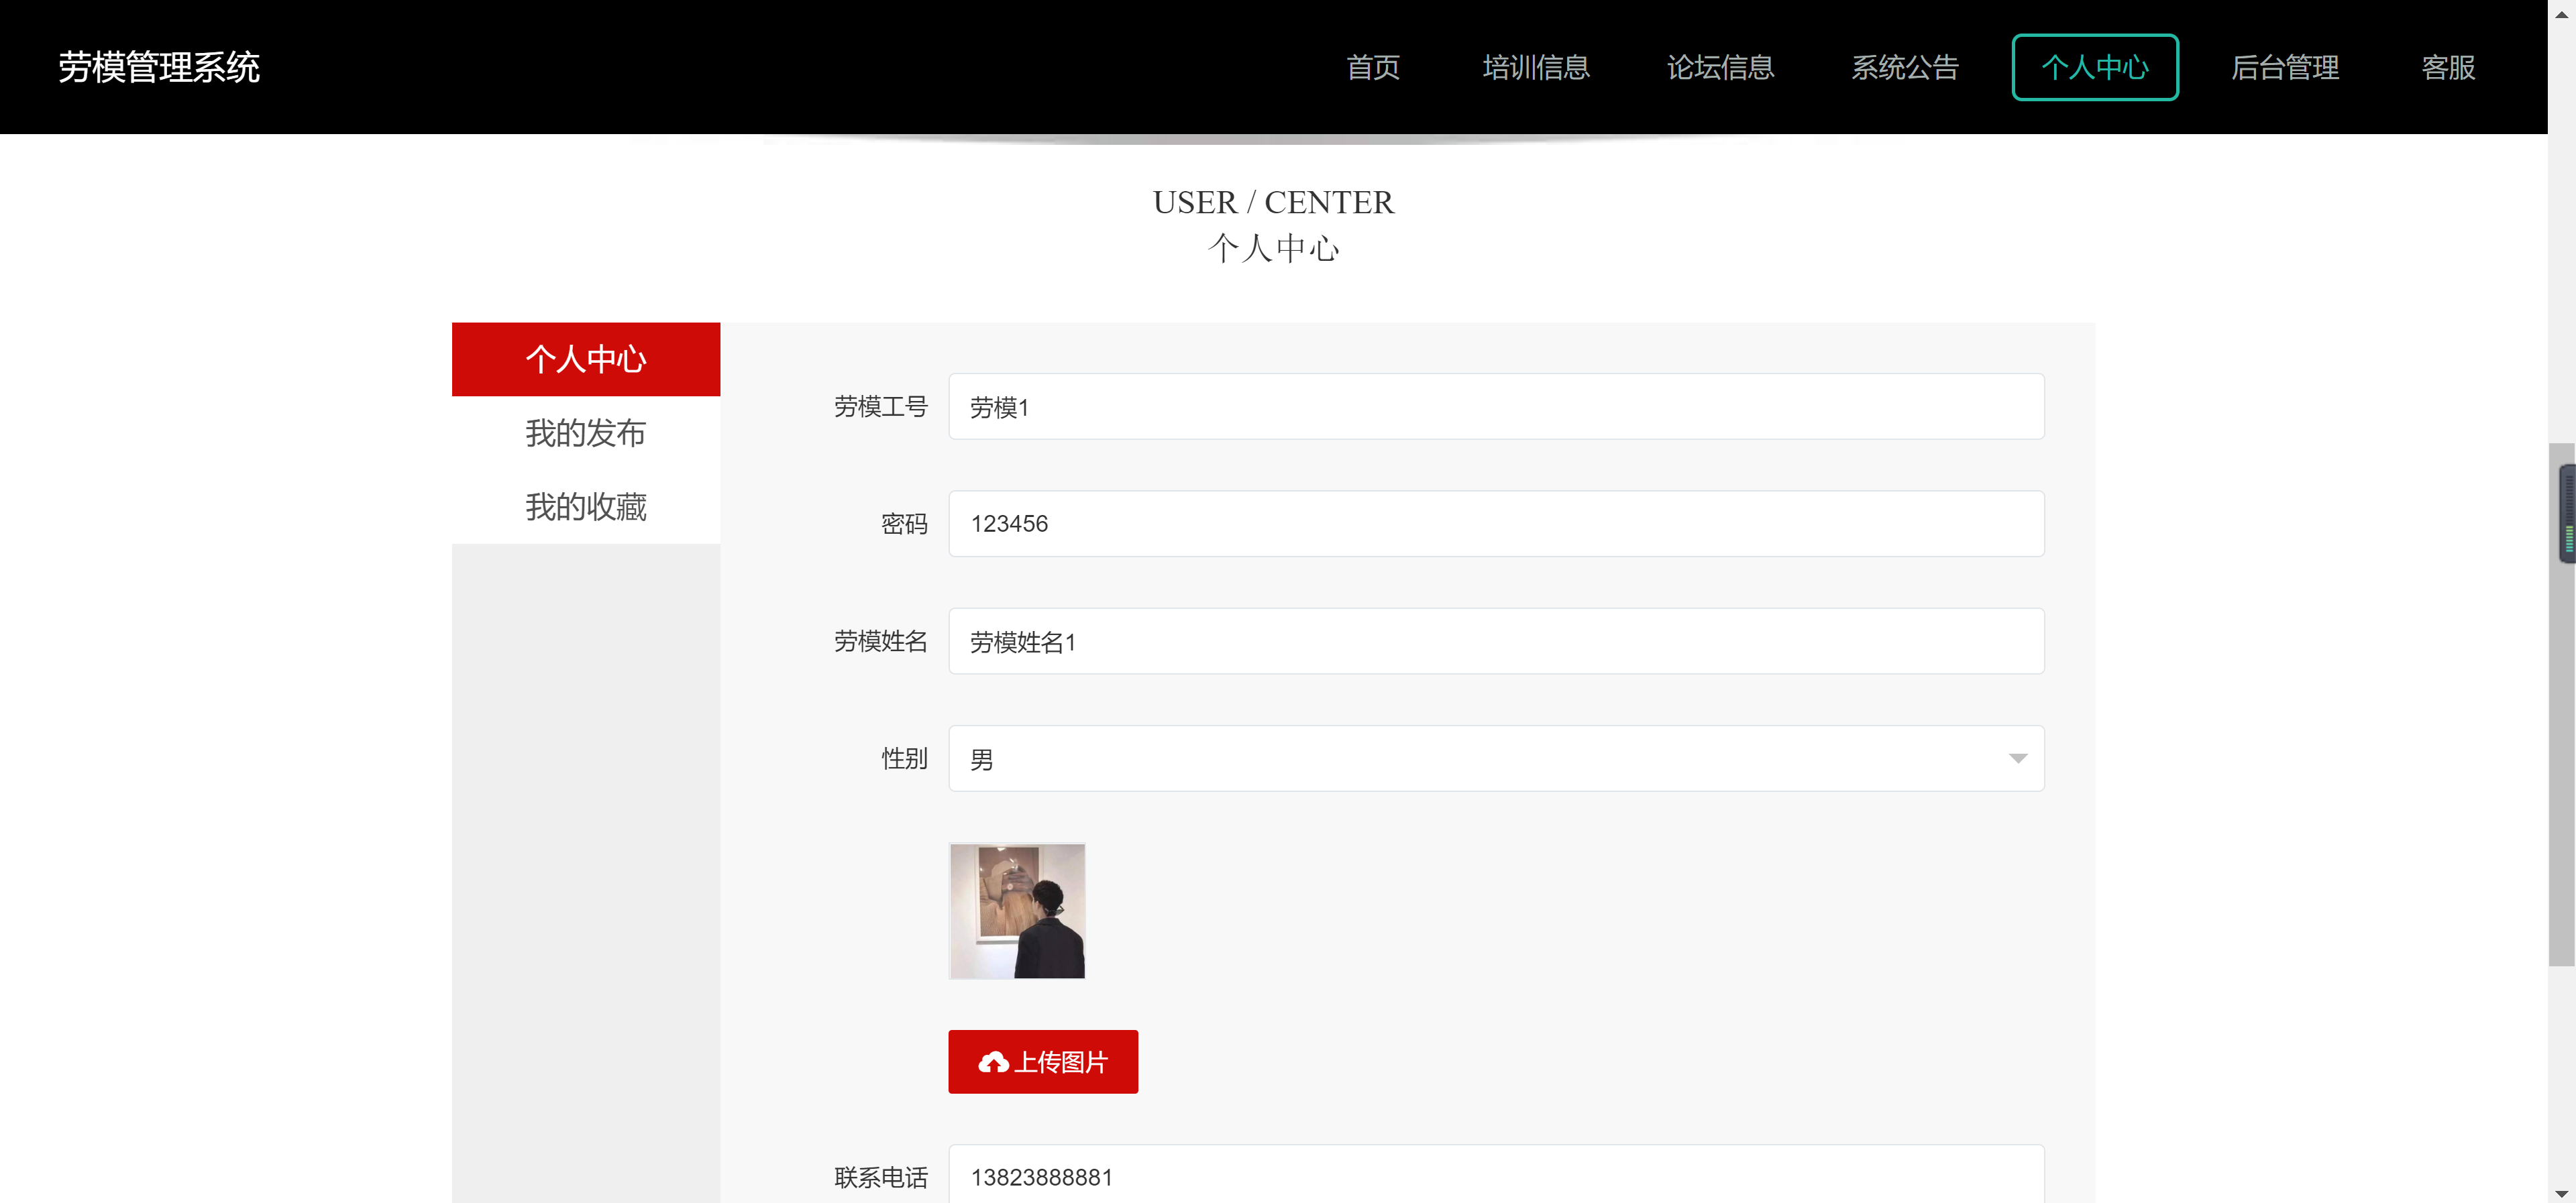 劳模管理系统
首页 培训信息 论坛信息 系统公告 个人中心 后台管理 客服
USER / CENTER
个人中心
个人中心
我的发布
我的收藏
劳模工号 劳模1
密码 123456
劳模姓名 劳模姓名1
性别 男
上传图片
联系电话 13823888881